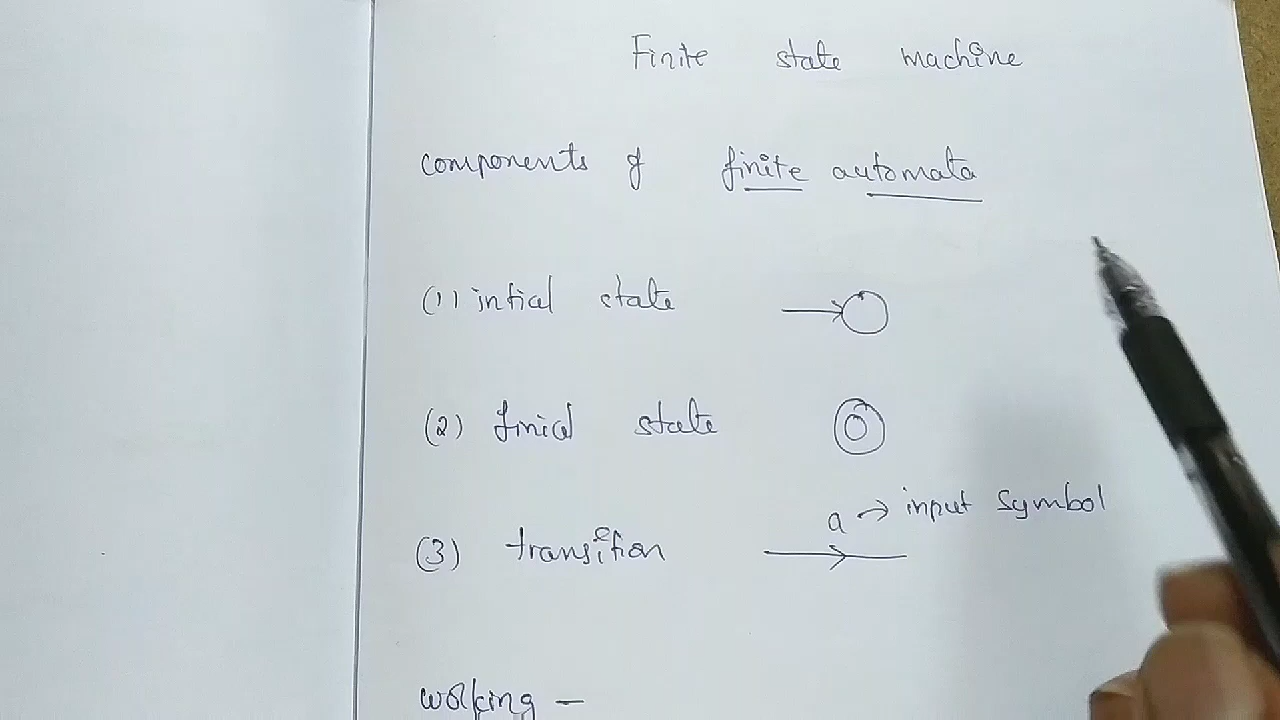 Finite state machine
components of finite automata
(1) intial state
(2) finial state
a → input symbol
(3) transition
working -